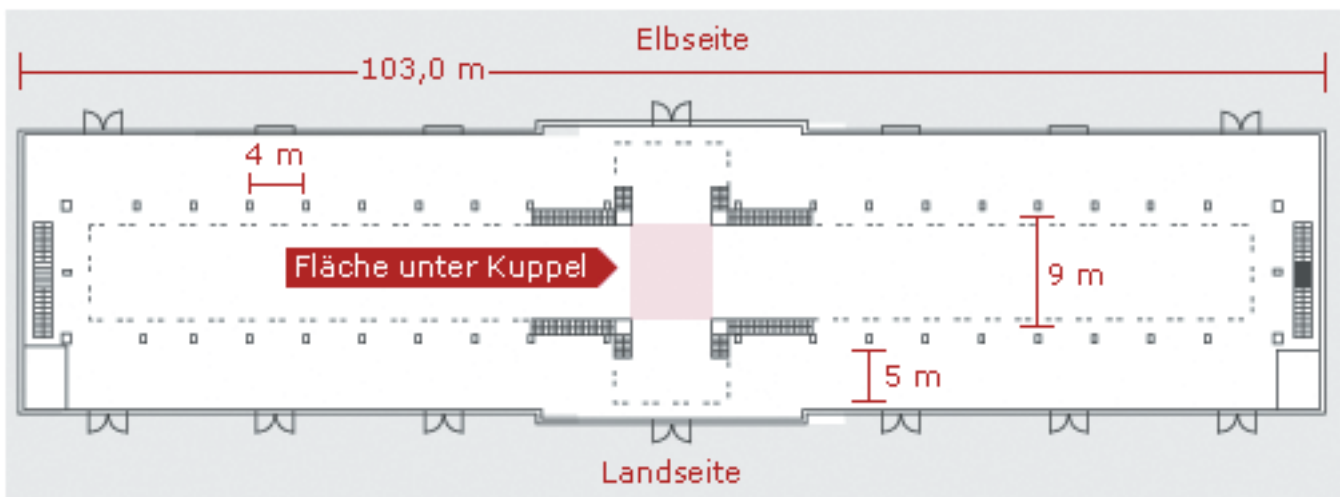 Elbseite
103,0 m
4 m
Fläche unter Kuppel
9 m
5 m
Landseite